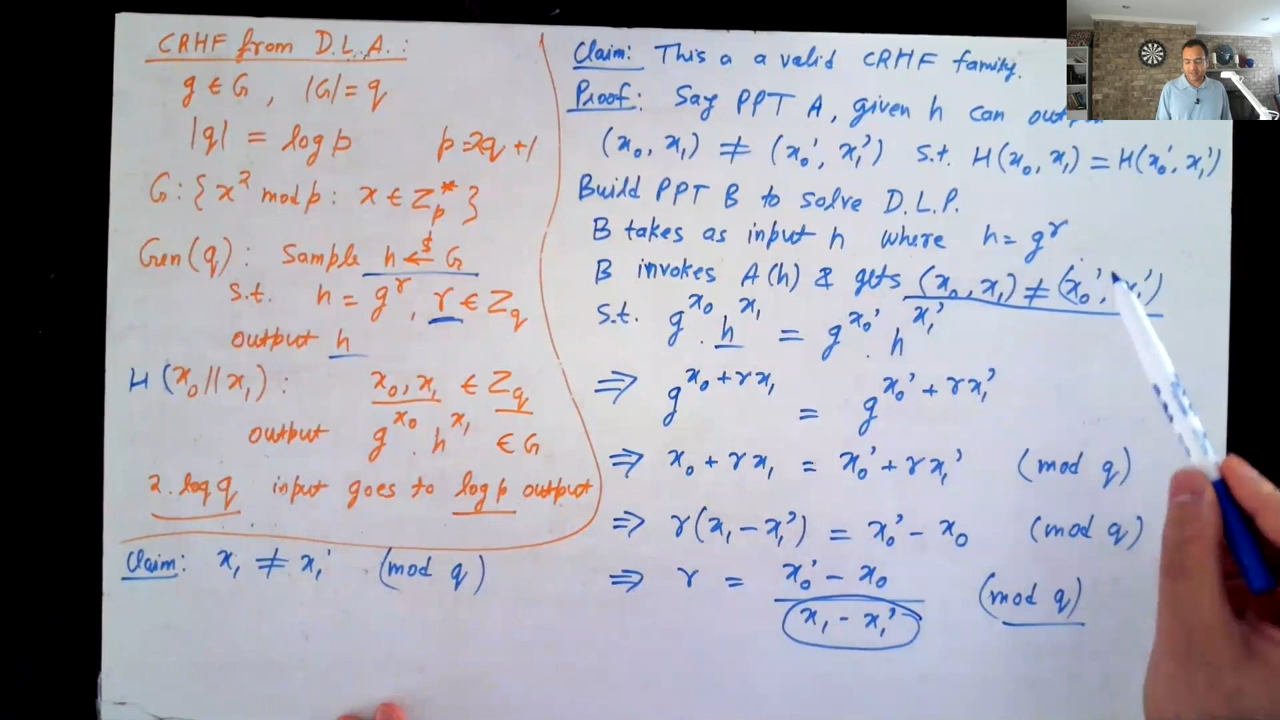 CRHF from D.L.A.:
g ∈ G, |G| = q
|q| = log p p = 2q + 1
G: {x² mod p : x ∈ Z_p^*}
Gen(q): Sample h ←$ G
s.t. h = g^r, r ∈ Z_q
output h
H(x₀||x₁): x₀, x₁ ∈ Z_q
output g^x₀ . h^x₁ ∈ G
2. log q input goes to log p output
Claim: x₁ ≠ x₁' (mod q)
Claim: This a a valid CRHF family.
Proof: Say PPT A, given h can
(x₀, x₁) ≠ (x₀', x₁') s.t. H(x₀, x₁) = H(x₀', x₁')
Build PPT B to solve D.L.P.
B takes as input h where h = g^r
B invokes A(h) & gets (x₀, x₁) ≠ (x₀', x₁')
s.t. g^x₀ . h^x₁ = g^x₀' . h^x₁'
⇒ g^(x₀ + rx₁) = g^(x₀' + rx₁')
⇒ x₀ + rx₁ = x₀' + rx₁' (mod q)
⇒ r(x₁ - x₁') = x₀' - x₀ (mod q)
⇒ r = (x₀' - x₀) / (x₁ - x₁') (mod q)